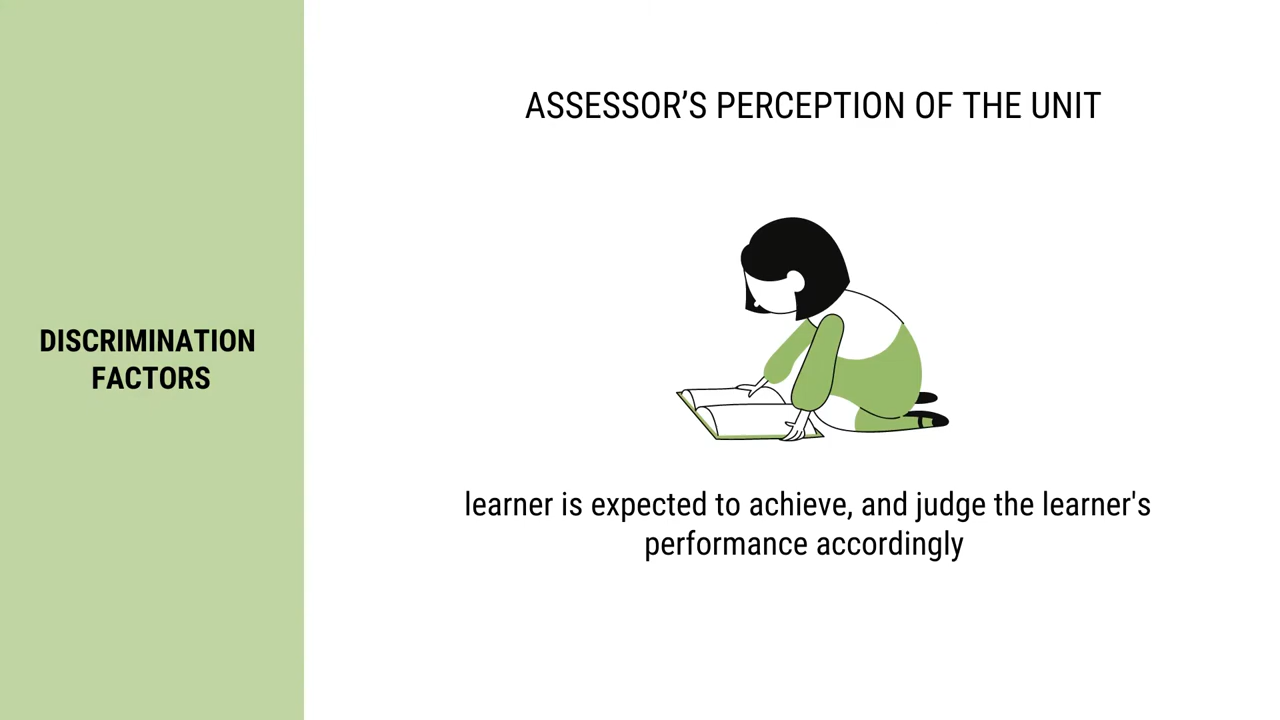 DISCRIMINATION
FACTORS
ASSESSOR’S PERCEPTION OF THE UNIT
learner is expected to achieve, and judge the learner's
performance accordingly